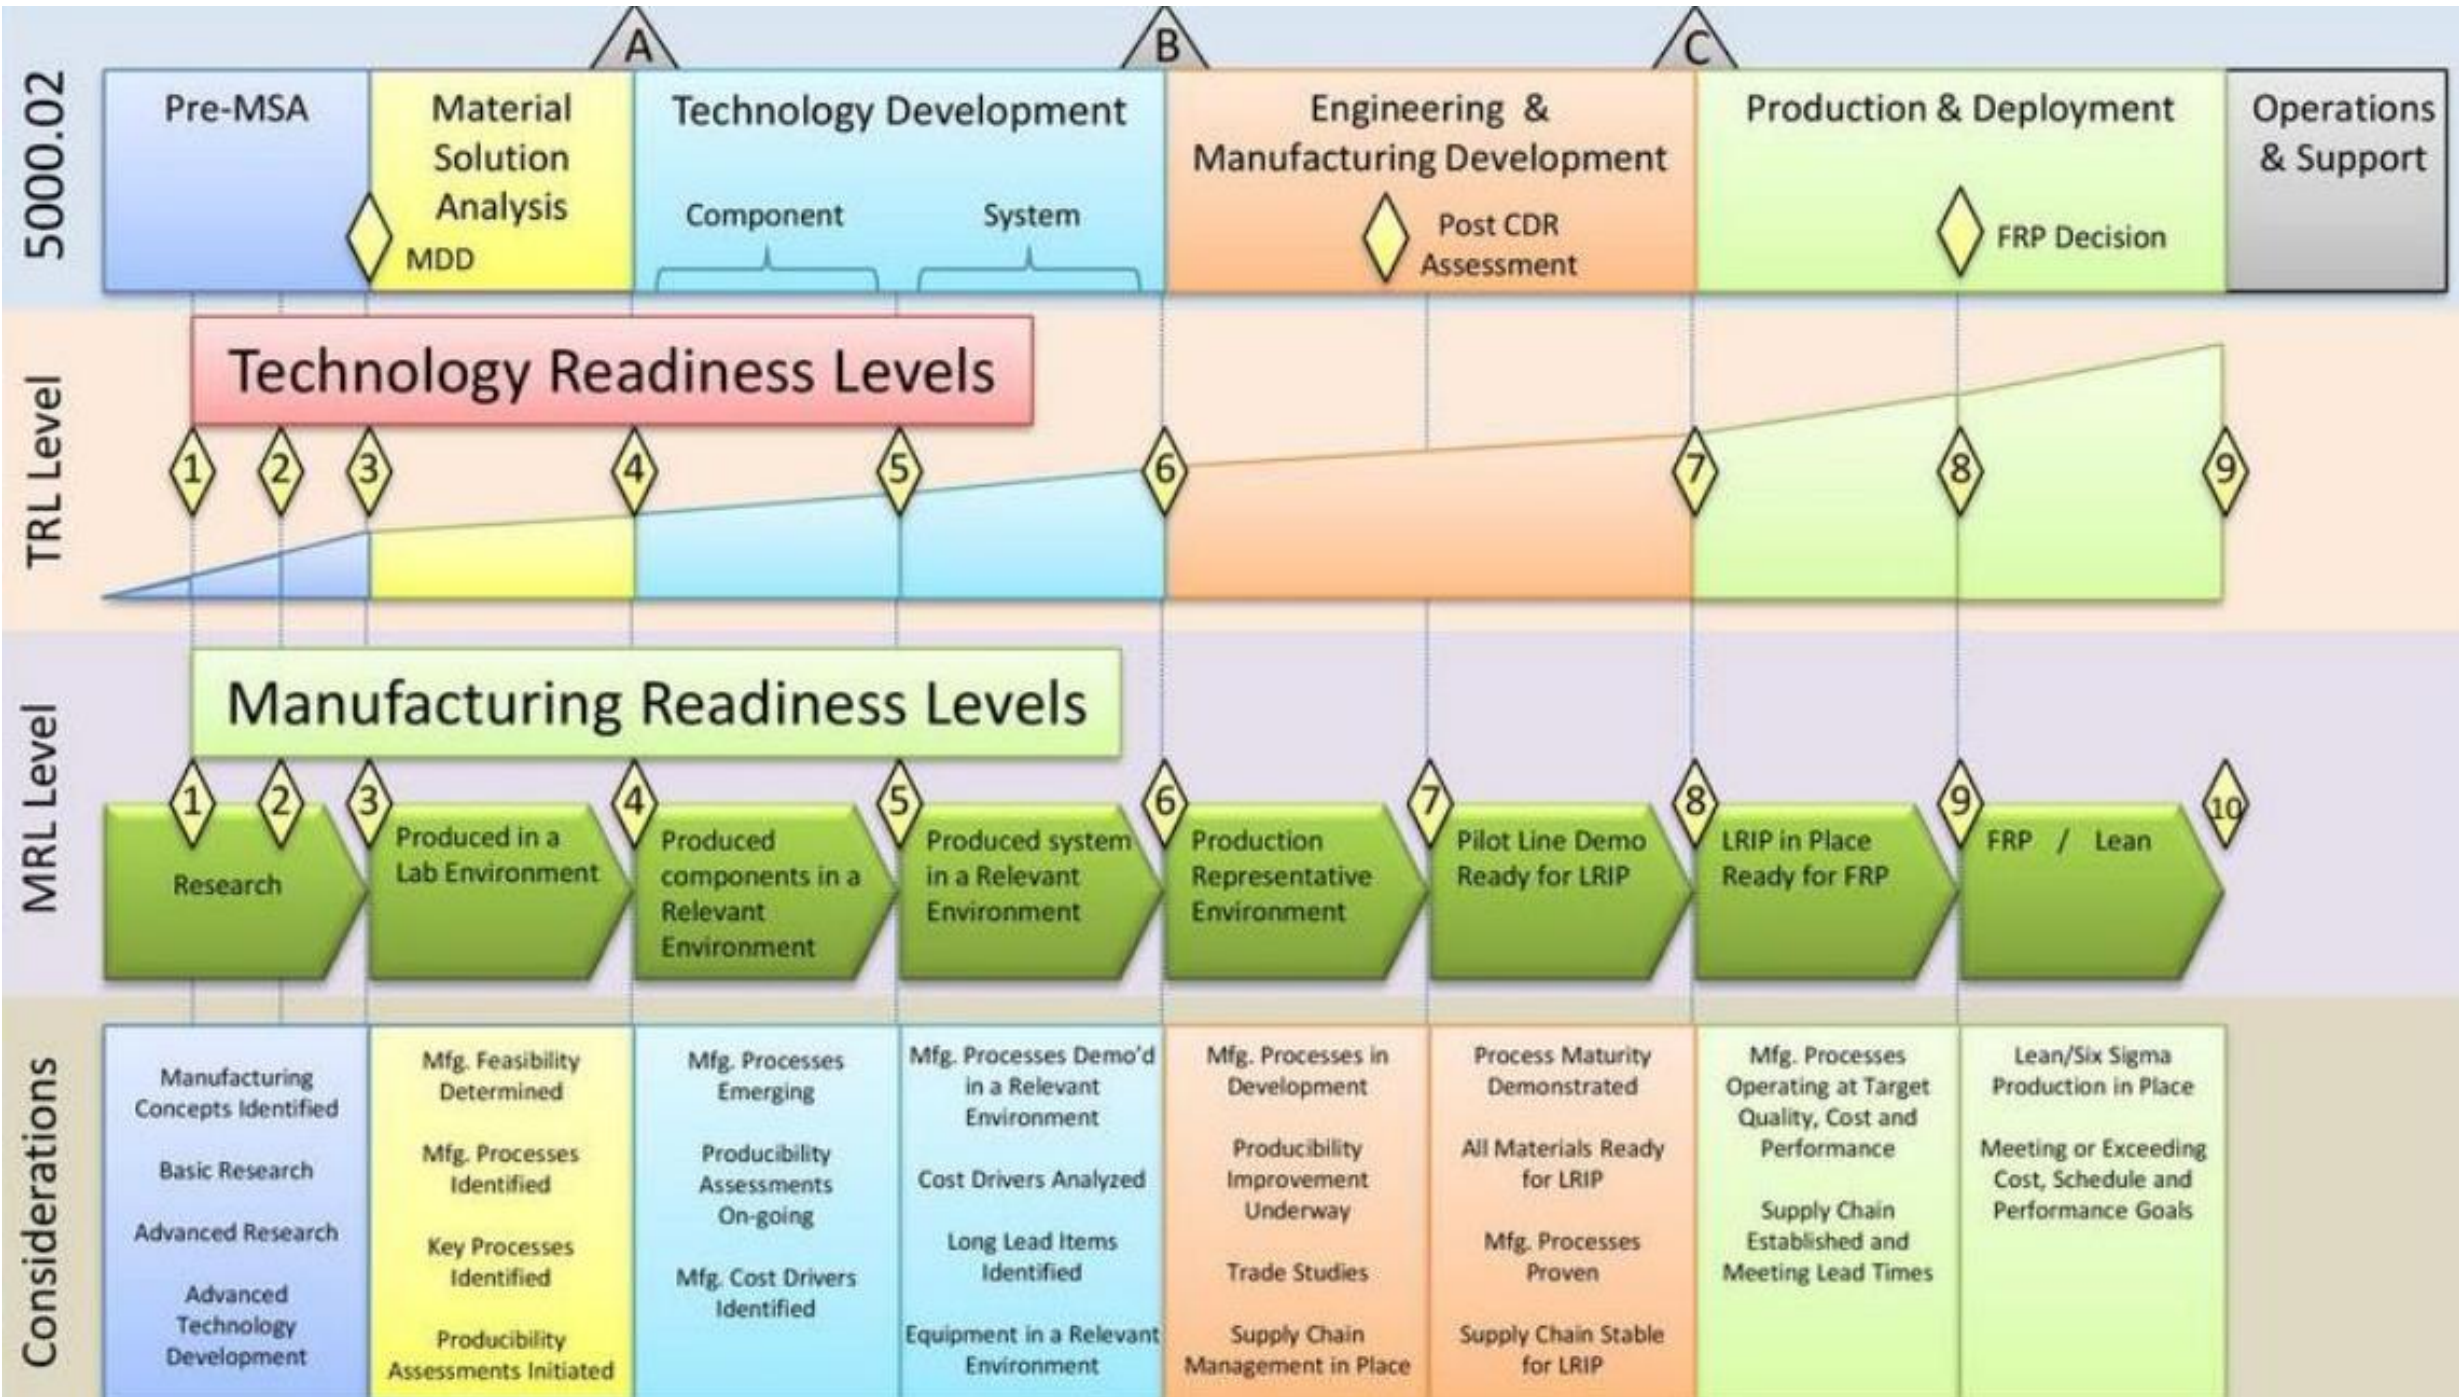 A
B
C
5000.02
Pre-MSA
Material
Solution
Analysis
MDD
Technology Development
Component
System
Engineering &
Manufacturing Development
Post CDR
Assessment
Production & Deployment
FRP Decision
Operations
& Support
TRL Level
Technology Readiness Levels
1
2
3
4
5
6
7
8
9
MRL Level
Manufacturing Readiness Levels
1
2
3
4
5
6
7
8
9
10
Research
Produced in a
Lab Environment
Produced
components in a
Relevant
Environment
Produced system
in a Relevant
Environment
Production
Representative
Environment
Pilot Line Demo
Ready for LRIP
LRIP in Place
Ready for FRP
FRP / Lean
Considerations
Manufacturing
Concepts Identified
Basic Research
Advanced Research
Advanced
Technology
Development
Mfg. Feasibility
Determined
Mfg. Processes
Identified
Key Processes
Identified
Producibility
Assessments Initiated
Mfg. Processes
Emerging
Producibility
Assessments
On-going
Mfg. Cost Drivers
Identified
Mfg. Processes Demo'd
in a Relevant
Environment
Cost Drivers Analyzed
Long Lead Items
Identified
Equipment in a Relevant
Environment
Mfg. Processes in
Development
Producibility
Improvement
Underway
Trade Studies
Supply Chain
Management in Place
Process Maturity
Demonstrated
All Materials Ready
for LRIP
Mfg. Processes
Proven
Supply Chain Stable
for LRIP
Mfg. Processes
Operating at Target
Quality, Cost and
Performance
Supply Chain
Established and
Meeting Lead Times
Lean/Six Sigma
Production in Place
Meeting or Exceeding
Cost, Schedule and
Performance Goals